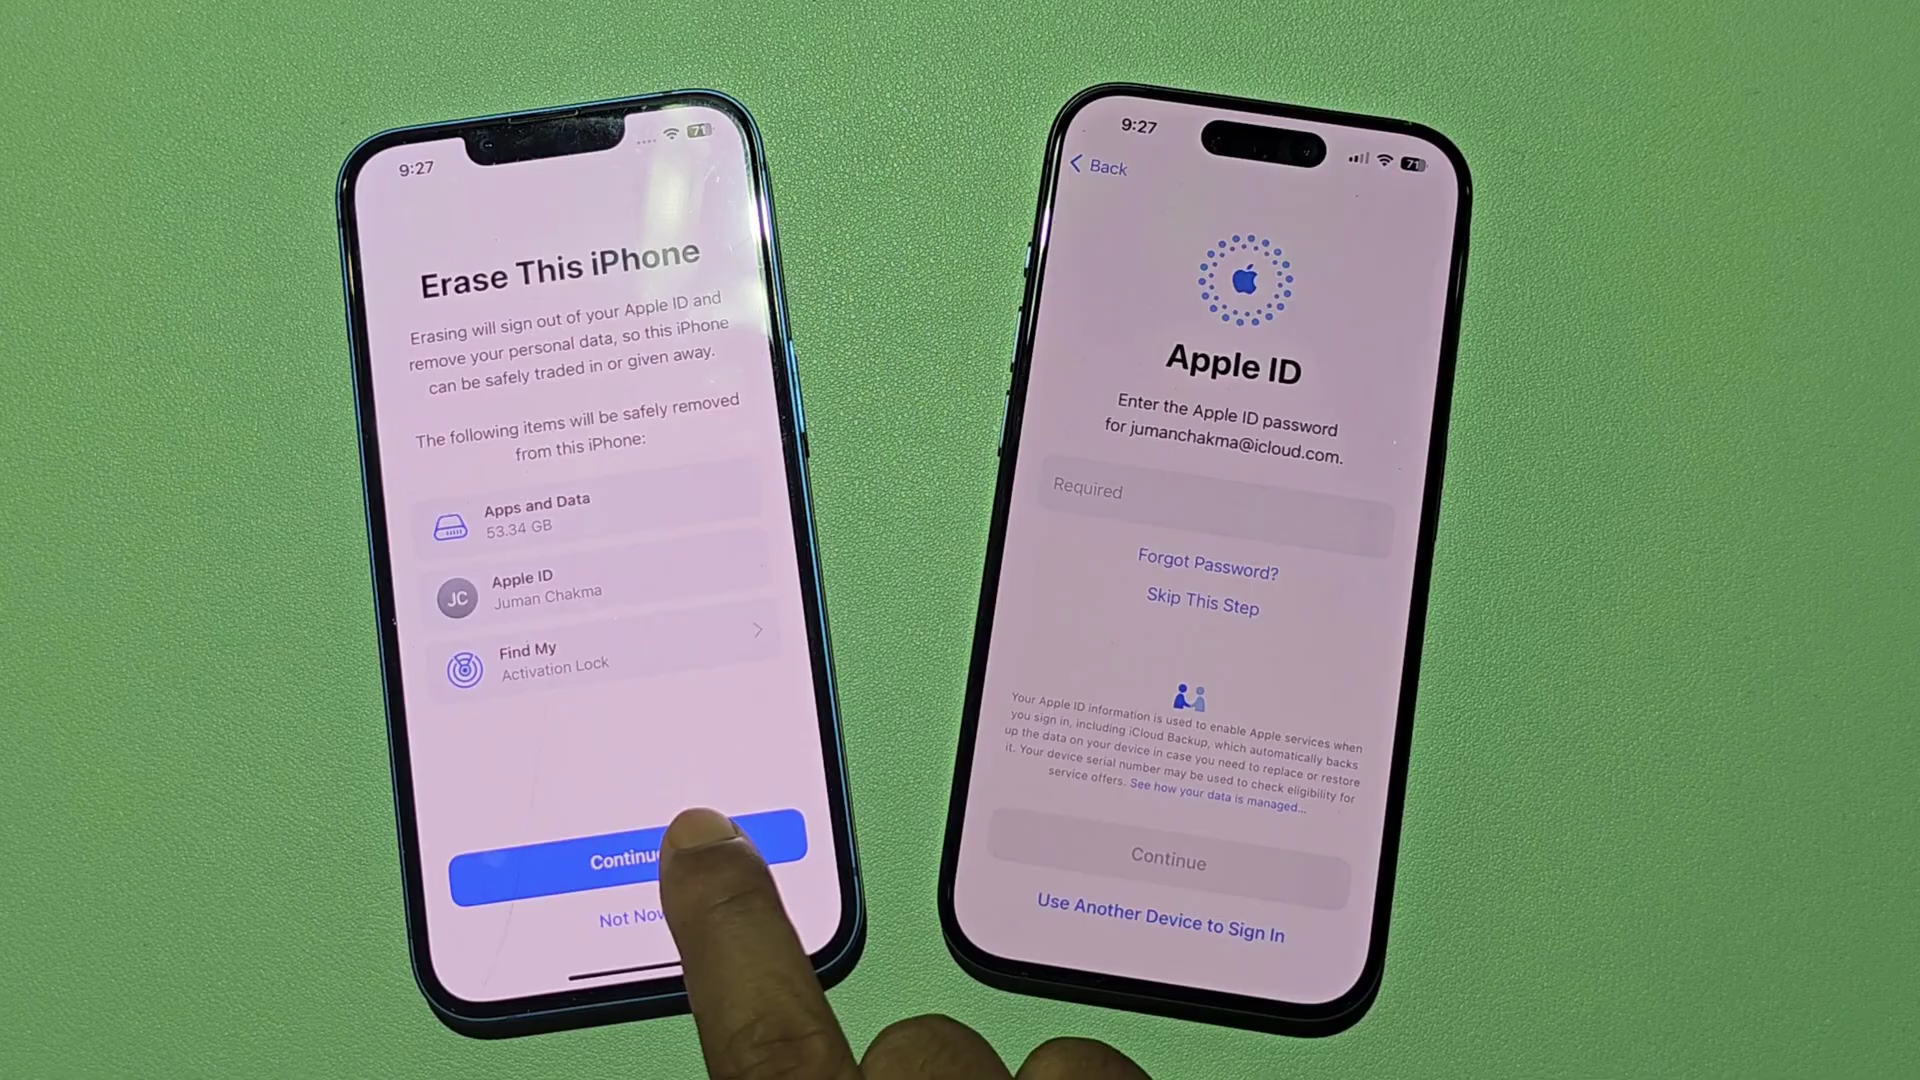 9:27
71
Erase This iPhone
Erasing will sign out of your Apple ID and
remove your personal data, so this iPhone
can be safely traded in or given away.
The following items will be safely removed
from this iPhone:
Apps and Data
53.34 GB
JC
Apple ID
Juman Chakma
Find My
Activation Lock
Continue
Not Now
9:27
71
Back
Apple ID
Enter the Apple ID password
for jumanchakma@icloud.com.
Required
Forgot Password?
Skip This Step
Your Apple ID information is used to enable Apple services when
you sign in, including iCloud Backup, which automatically backs
up the data on your device in case you need to replace or restore
it. Your device serial number may be used to check eligibility for
service offers. See how your data is managed...
Continue
Use Another Device to Sign In